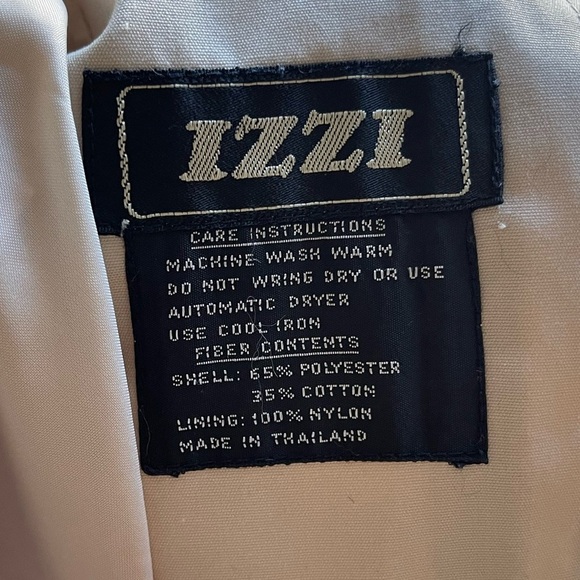 IZZI
CARE INSTRUCTIONS
MACHINE WASH WARM
DO NOT WRING DRY OR USE
AUTOMATIC DRYER
USE COOL IRON
FIBER CONTENTS
SHELL: 65% POLYESTER
35% COTTON
LINING: 100% NYLON
MADE IN THAILAND